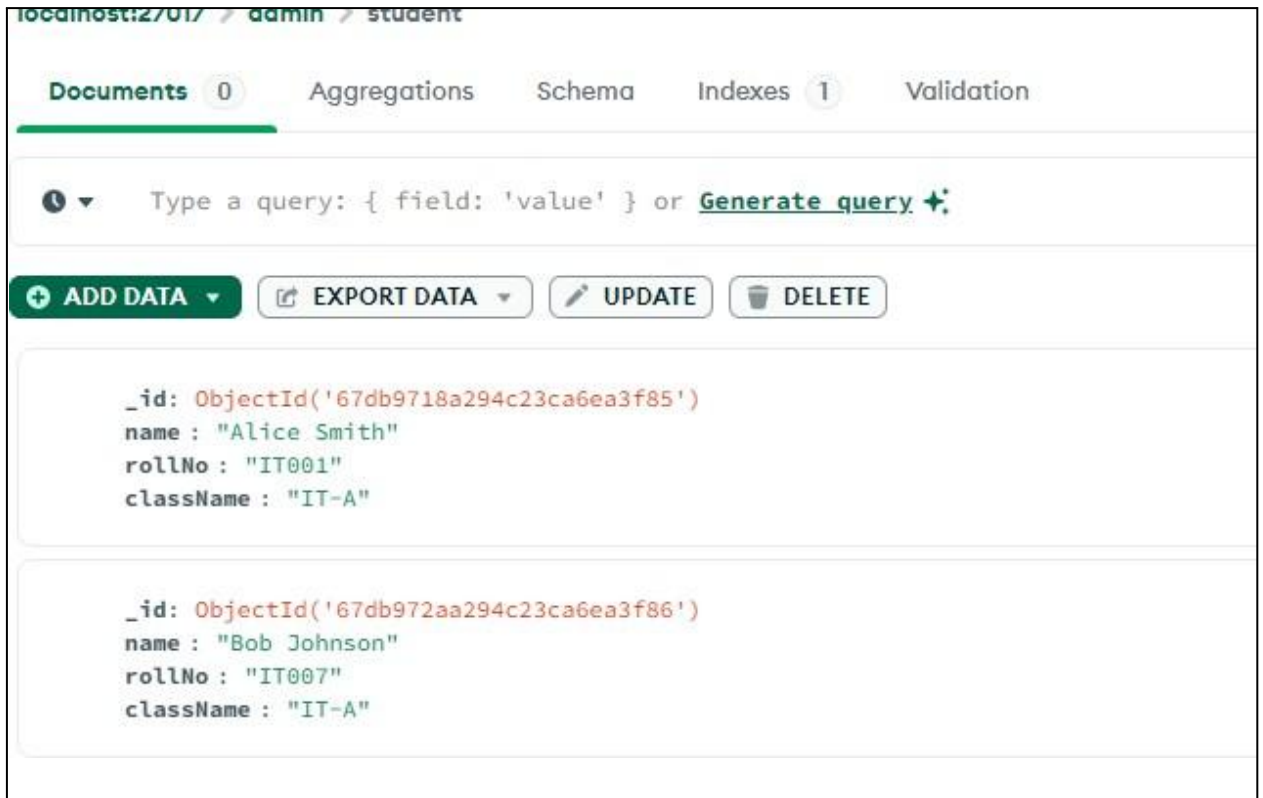 localhost:27017 > admin > student
Documents 0 Aggregations Schema Indexes 1 Validation
Type a query: { field: 'value' } or Generate query
ADD DATA EXPORT DATA UPDATE DELETE
_id: ObjectId('67db9718a294c23ca6ea3f85')
name : "Alice Smith"
rollNo : "IT001"
className : "IT-A"
_id: ObjectId('67db972aa294c23ca6ea3f86')
name : "Bob Johnson"
rollNo : "IT007"
className : "IT-A"